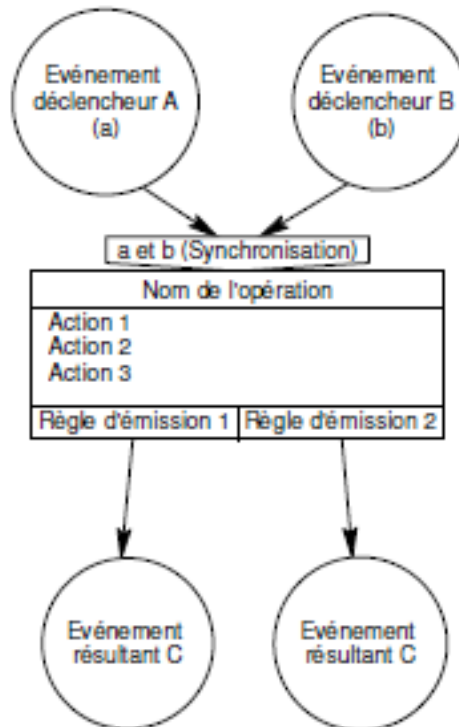 Evénement
déclencheur A
(a)
Evénement
déclencheur B
(b)
a et b (Synchronisation)
Nom de l'opération
Action 1
Action 2
Action 3
Règle d'émission 1
Règle d'émission 2
Evénement
résultant C
Evénement
résultant C